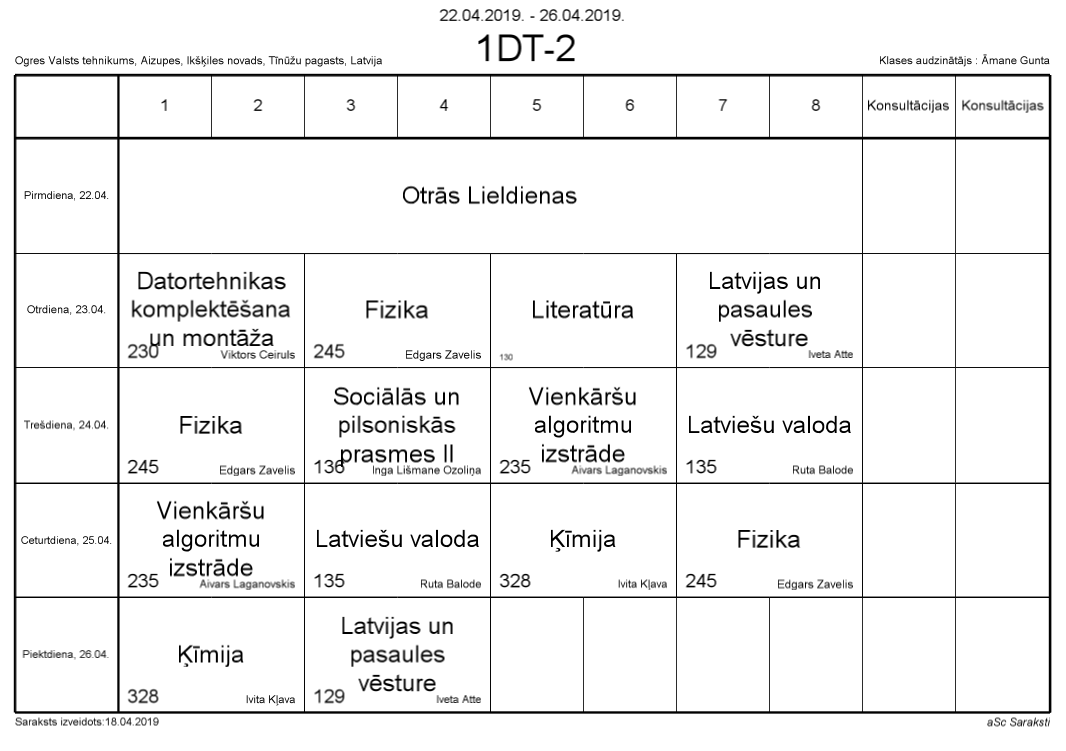 22.04.2019. - 26.04.2019.
1DT-2
Ogres Valsts tehnikums, Aizupes, Ikšķiles novads, Tīnūžu pagasts, Latvija
Klases audzinātājs : Āmane Gunta
1 2 3 4 5 6 7 8 Konsultācijas Konsultācijas
Pirmdiena, 22.04.
Otrās Lieldienas
Otrdiena, 23.04.
Datortehnikas
komplektēšana
un montāža
230 Viktors Ceiruls
Fizika
245 Edgars Zavelis
Literatūra
130
Latvijas un
pasaules
vēsture
129 Iveta Atte
Trešdiena, 24.04.
Fizika
245 Edgars Zavelis
Sociālās un
pilsoniskās
prasmes II
136 Inga Lišmane Ozoliņa
Vienkāršu
algoritmu
izstrāde
235 Aivars Laganovskis
Latviešu valoda
135 Ruta Balode
Ceturtdiena, 25.04.
Vienkāršu
algoritmu
izstrāde
235 Aivars Laganovskis
Latviešu valoda
135 Ruta Balode
Ķīmija
328 Ivita Kļava
Fizika
245 Edgars Zavelis
Piektdiena, 26.04.
Ķīmija
328 Ivita Kļava
Latvijas un
pasaules
vēsture
129 Iveta Atte
Saraksts izveidots:18.04.2019
aSc Saraksti